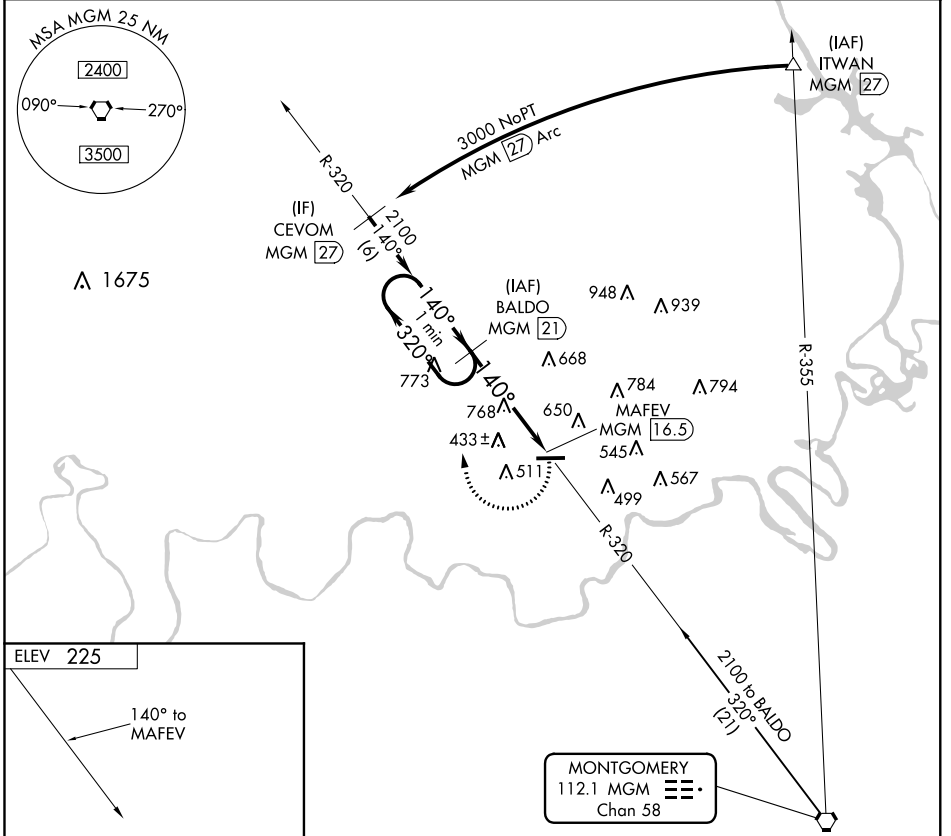 MSA MGM 25 NM
2400
090°
270°
3500
(IAF)
ITWAN
MGM 27
3000 NoPT
MGM 27 Arc
R-320
(IF)
CEVOM
MGM 27
2100
140°
(6)
1675
140°
1 min
320°
(IAF)
BALDO
MGM 21
948
939
668
773
140°
784
794
768
650
MAFEV
MGM 16.5
433±
545
511
567
499
R-355
R-320
2100 to BALDO
320°
(21)
ELEV 225
140° to
MAFEV
MONTGOMERY
112.1 MGM
Chan 58